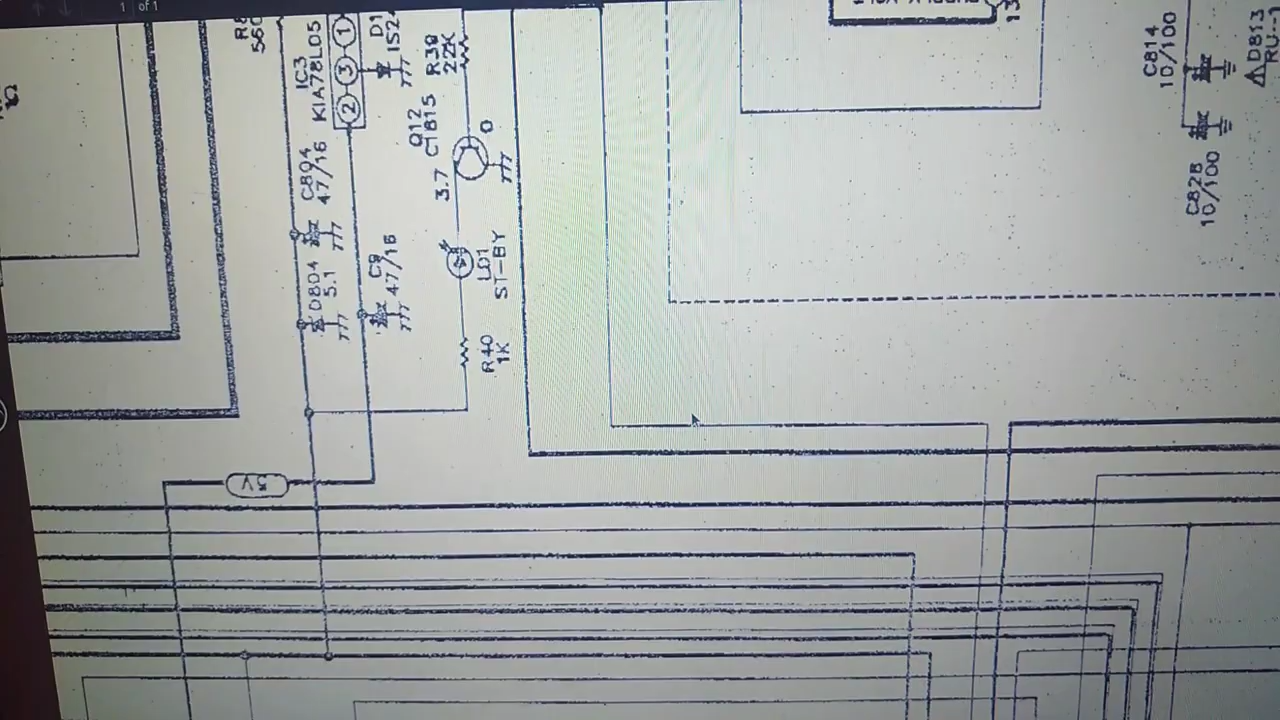 1 of 1
560
IC3
KIA78L05
1
3
2
D1
R39
22K
Q12
C1815
0
3.7
C804
47/16
D804
5.1
C9
47/16
LD1
ST-BY
R40
1K
5V
C814
10/100
D813
RU-1
C828
10/100
13